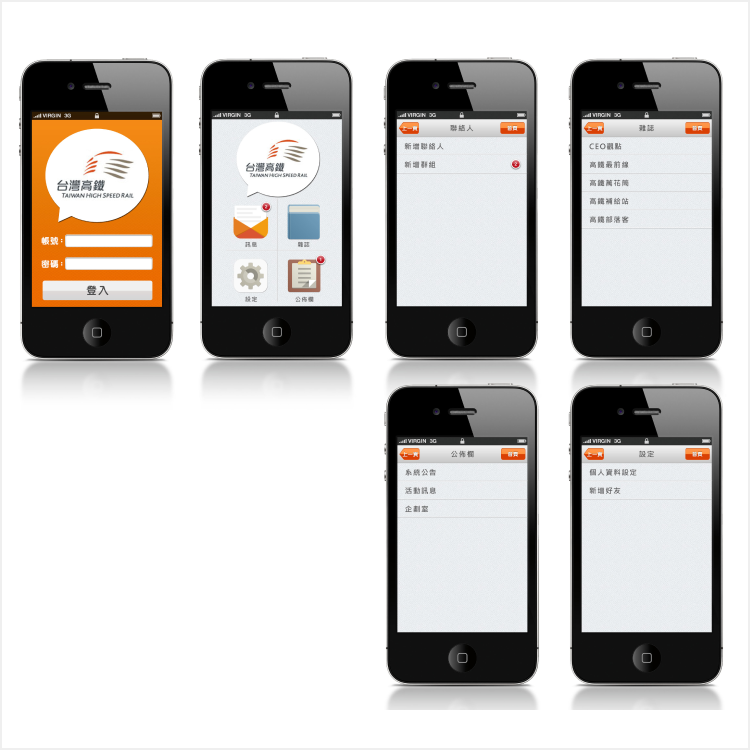 VIRGIN 3G
台灣高鐵
TAIWAN HIGH SPEED RAIL
帳號：
密碼：
登入
VIRGIN 3G
台灣高鐵
TAIWAN HIGH SPEED RAIL
訊息
雜誌
設定
公佈欄
VIRGIN 3G
上一頁 聯絡人 首頁
新增聯絡人
新增群組
VIRGIN 3G
上一頁 雜誌 首頁
CEO觀點
高鐵最前線
高鐵萬花筒
高鐵補給站
高鐵部落客
VIRGIN 3G
上一頁 公佈欄 首頁
系統公告
活動訊息
企劃室
VIRGIN 3G
上一頁 設定 首頁
個人資料設定
新增好友